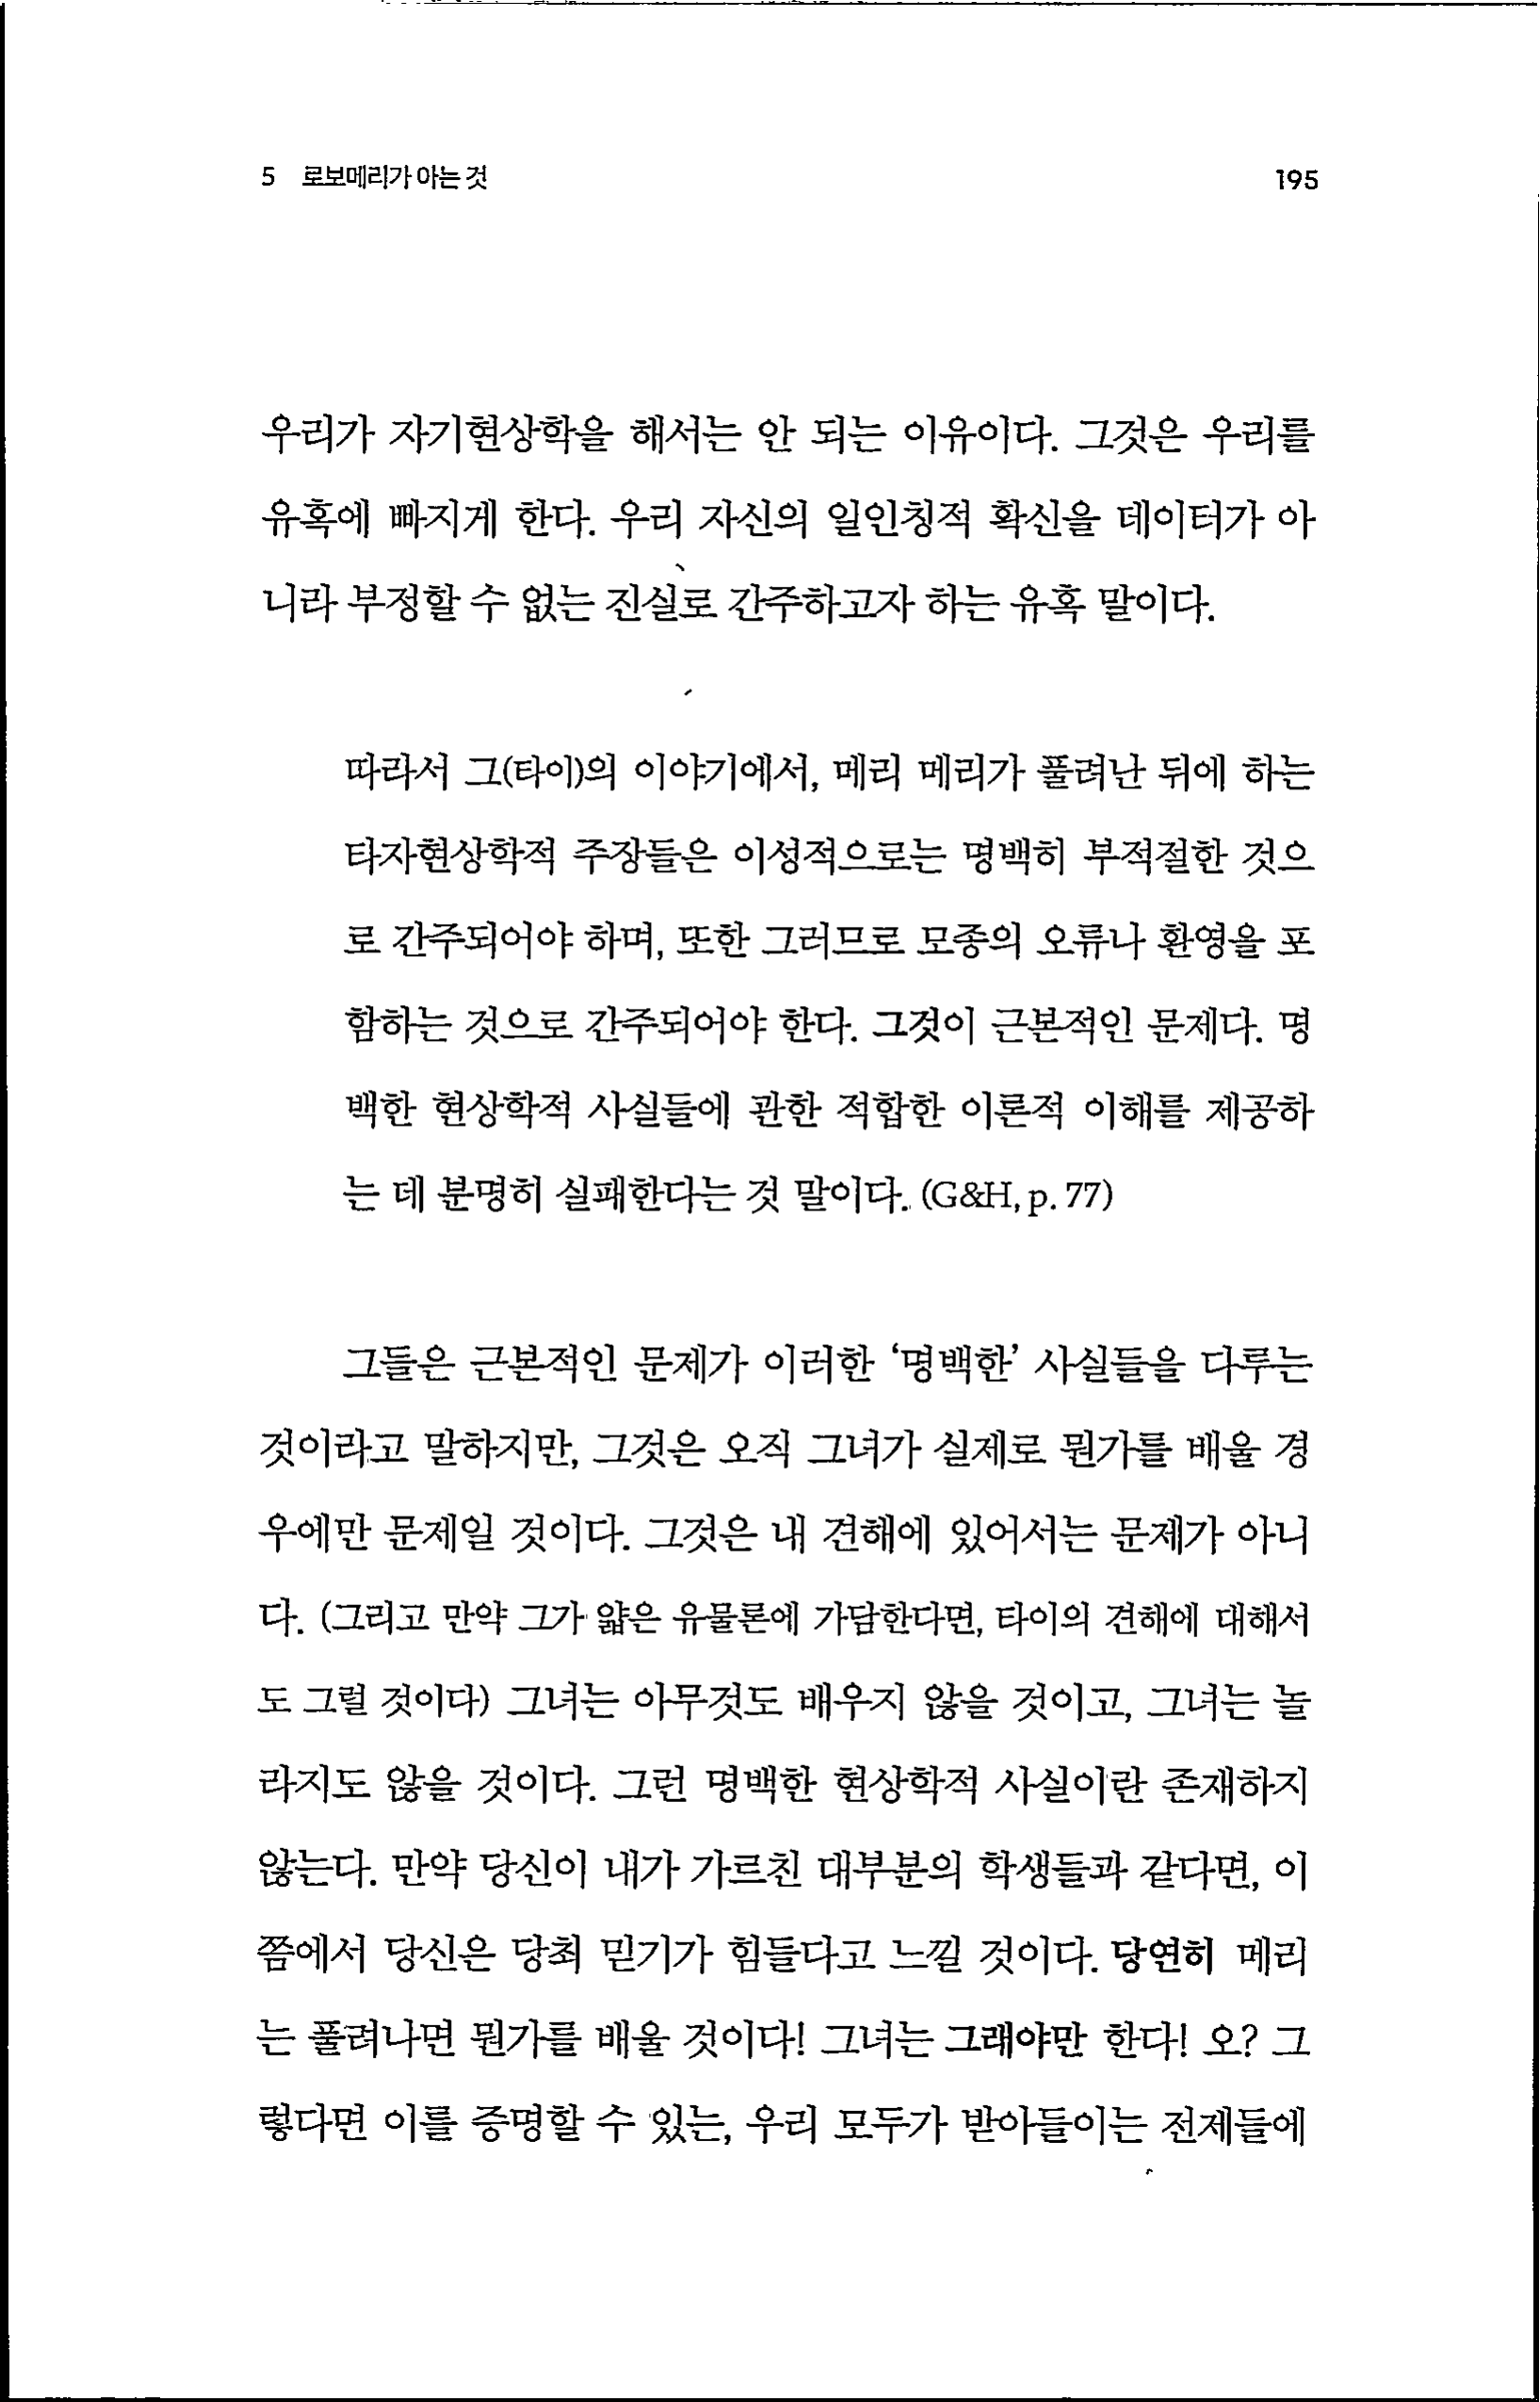 5 로보메리가 아는 것 195
우리가 자기현상학을 해서는 안 되는 이유이다. 그것은 우리를
유혹에 빠지게 한다. 우리 자신의 일인칭적 확신을 데이터가 아
니라 부정할 수 없는 진실로 간주하고자 하는 유혹 말이다.
따라서 그(타이)의 이야기에서, 메리 메리가 풀려난 뒤에 하는
타자현상학적 주장들은 이성적으로는 명백히 부적절한 것으
로 간주되어야 하며, 또한 그러므로 모종의 오류나 환영을 포
함하는 것으로 간주되어야 한다. 그것이 근본적인 문제다. 명
백한 현상학적 사실들에 관한 적합한 이론적 이해를 제공하
는 데 분명히 실패한다는 것 말이다. (G&H, p. 77)
그들은 근본적인 문제가 이러한 ‘명백한’ 사실들을 다루는
것이라고 말하지만, 그것은 오직 그녀가 실제로 뭔가를 배울 경
우에만 문제일 것이다. 그것은 내 견해에 있어서는 문제가 아니
다. (그리고 만약 그가 얇은 유물론에 가담한다면, 타이의 견해에 대해서
도 그럴 것이다) 그녀는 아무것도 배우지 않을 것이고, 그녀는 놀
라지도 않을 것이다. 그런 명백한 현상학적 사실이란 존재하지
않는다. 만약 당신이 내가 가르친 대부분의 학생들과 같다면, 이
쯤에서 당신은 당최 믿기가 힘들다고 느낄 것이다. 당연히 메리
는 풀려나면 뭔가를 배울 것이다! 그녀는 그래야만 한다! 오? 그
렇다면 이를 증명할 수 있는, 우리 모두가 받아들이는 전제들에